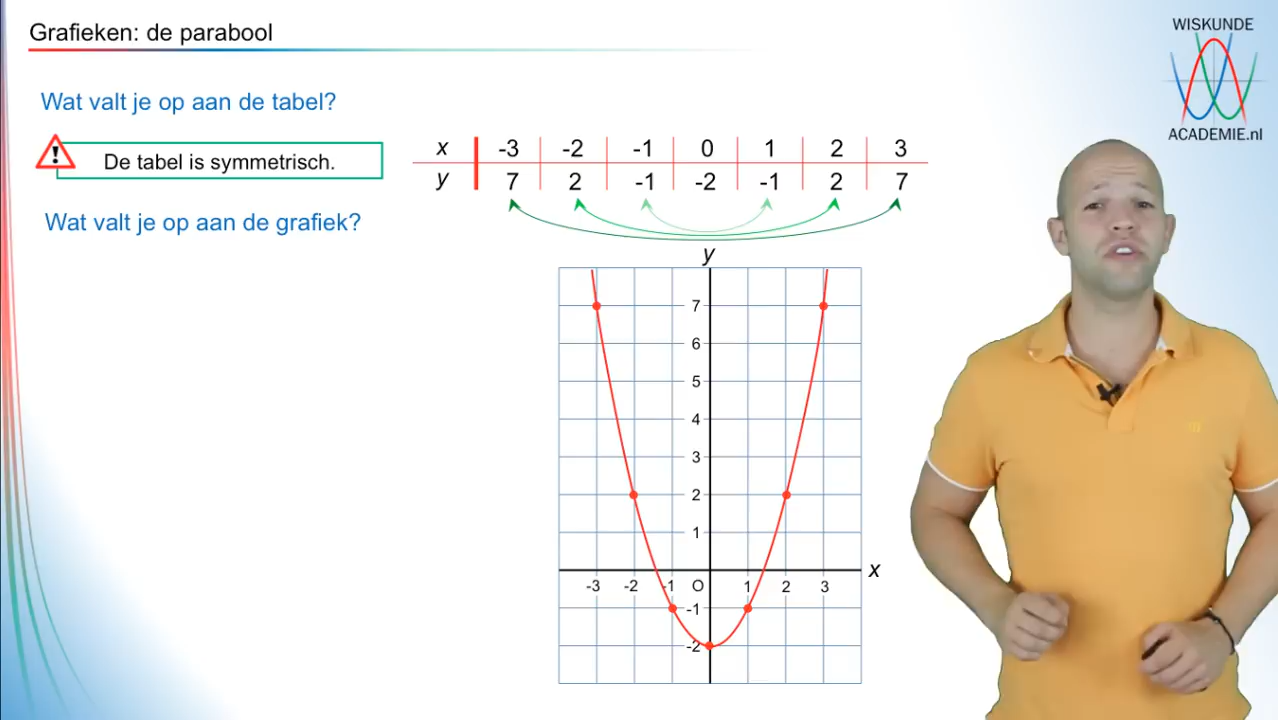 Grafieken: de parabool
WISKUNDE
ACADEMIE.nl
Wat valt je op aan de tabel?
! De tabel is symmetrisch.
x -3 -2 -1 0 1 2 3
y 7 2 -1 -2 -1 2 7
Wat valt je op aan de grafiek?
y
7
6
5
4
3
2
1
x
-3 -2 -1 O 1 2 3
-1
-2